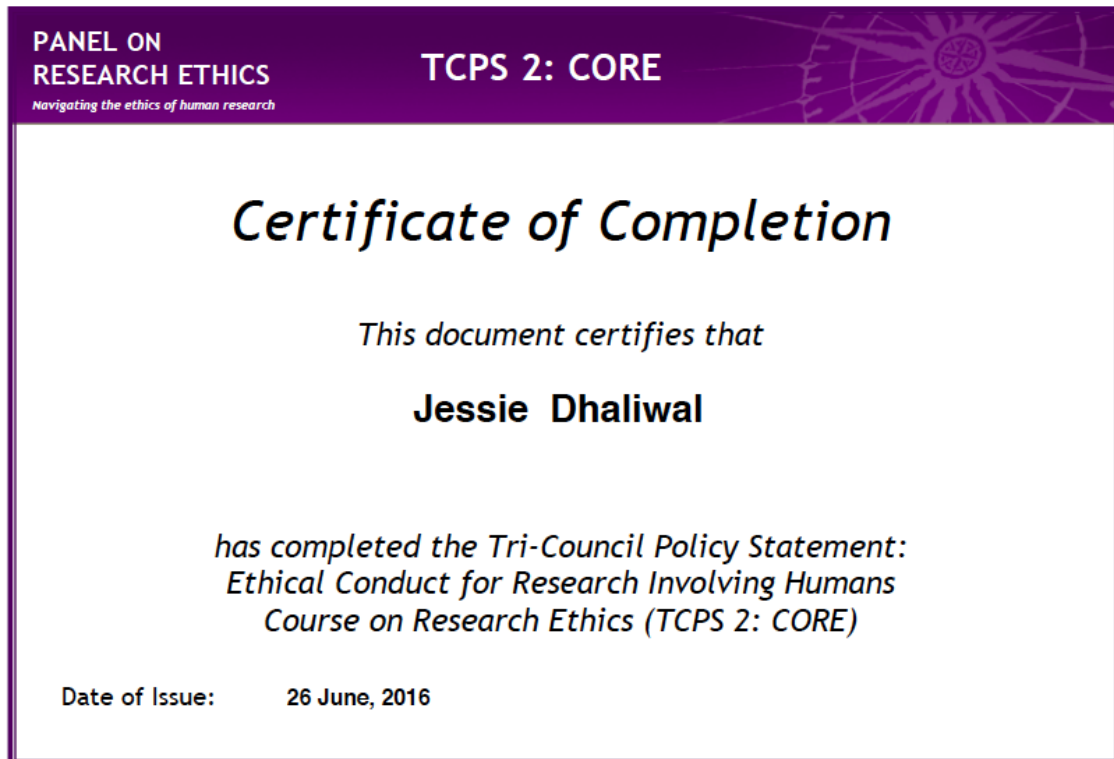 PANEL ON
RESEARCH ETHICS
Navigating the ethics of human research
TCPS 2: CORE
Certificate of Completion
This document certifies that
Jessie Dhaliwal
has completed the Tri-Council Policy Statement:
Ethical Conduct for Research Involving Humans
Course on Research Ethics (TCPS 2: CORE)
Date of Issue: 26 June, 2016